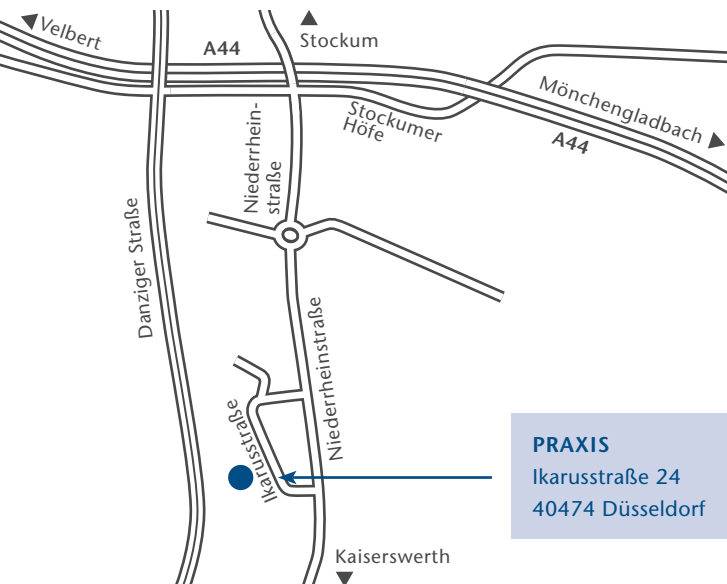 Velbert
A44
Stockum
Mönchengladbach
A44
Stockumer
Höfe
Niederrhein-
straße
Danziger Straße
Niederrheinstraße
Ikarusstraße
PRAXIS
Ikarusstraße 24
40474 Düsseldorf
Kaiserswerth